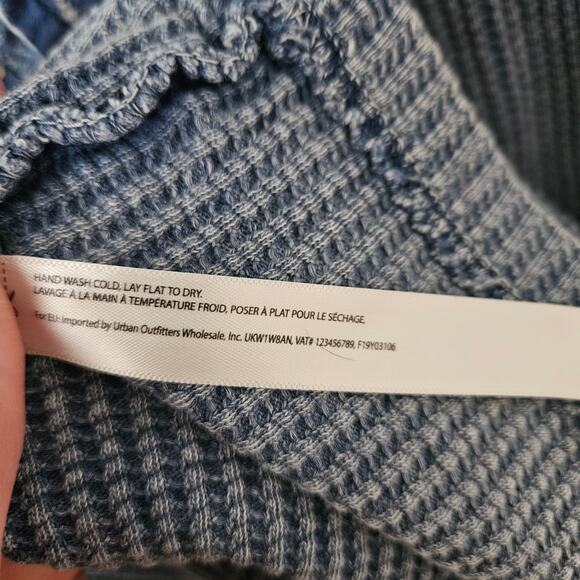 HAND WASH COLD, LAY FLAT TO DRY.
LAVAGE À LA MAIN À TEMPÉRATURE FROID, POSER À PLAT POUR LE SÉCHAGE,
For EU: Imported by Urban Outfitters Wholesale, Inc. UKW1W8AN, VAT# 123456789, F19Y03106